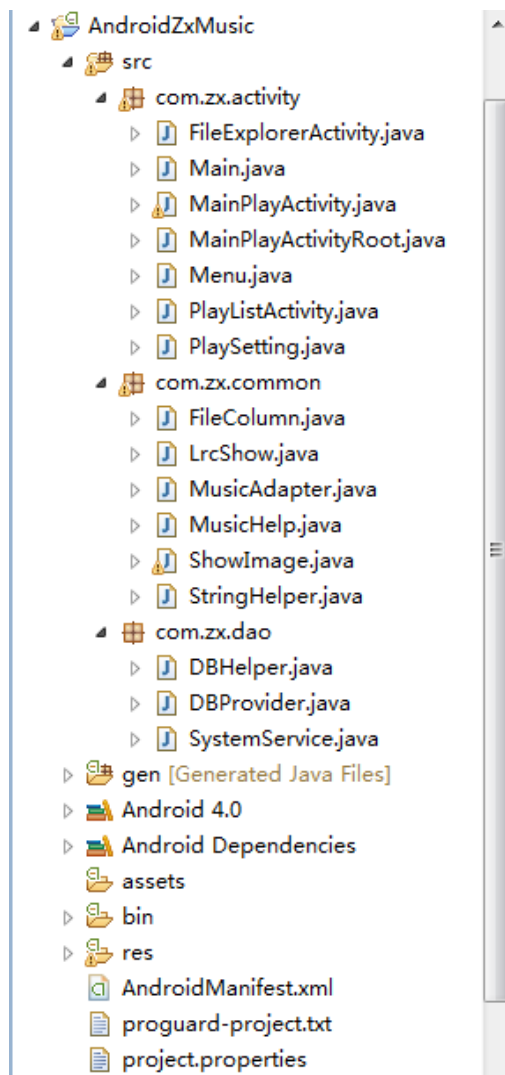 AndroidZxMusic
src
com.zx.activity
FileExplorerActivity.java
Main.java
MainPlayActivity.java
MainPlayActivityRoot.java
Menu.java
PlayListActivity.java
PlaySetting.java
com.zx.common
FileColumn.java
LrcShow.java
MusicAdapter.java
MusicHelp.java
ShowImage.java
StringHelper.java
com.zx.dao
DBHelper.java
DBProvider.java
SystemService.java
gen [Generated Java Files]
Android 4.0
Android Dependencies
assets
bin
res
AndroidManifest.xml
proguard-project.txt
project.properties